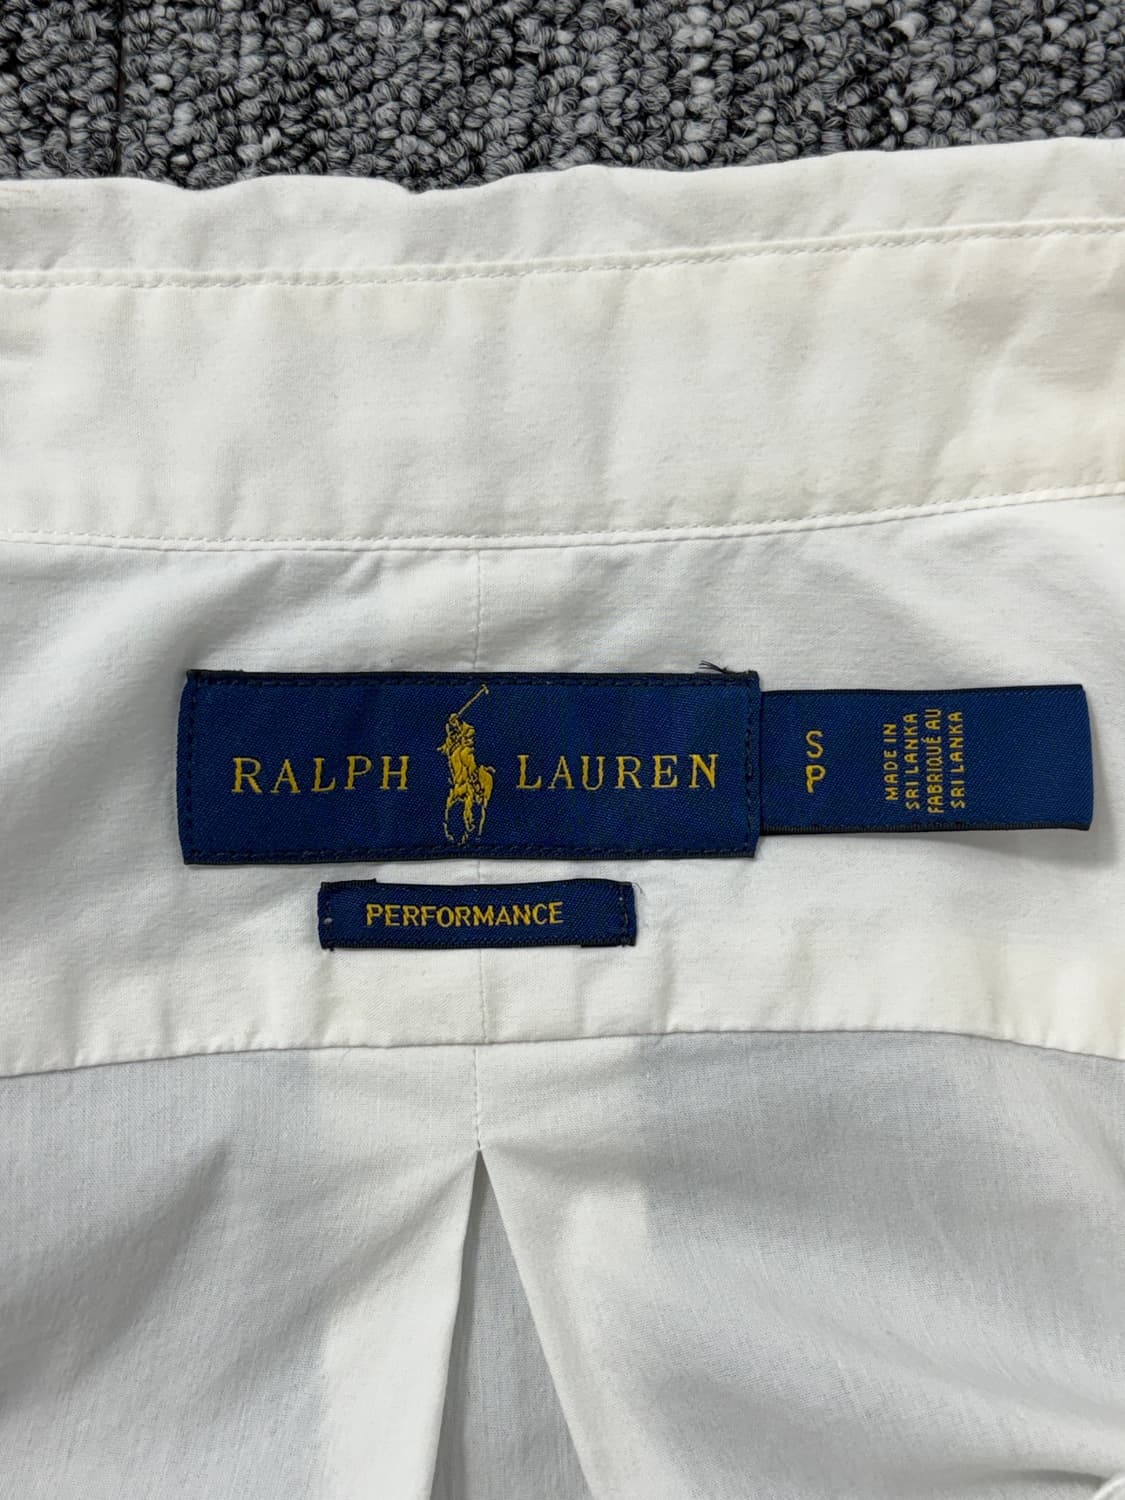 RALPH LAUREN
S
P
MADE IN
SRI LANKA
FABRIQUÉ AU
SRI LANKA
PERFORMANCE